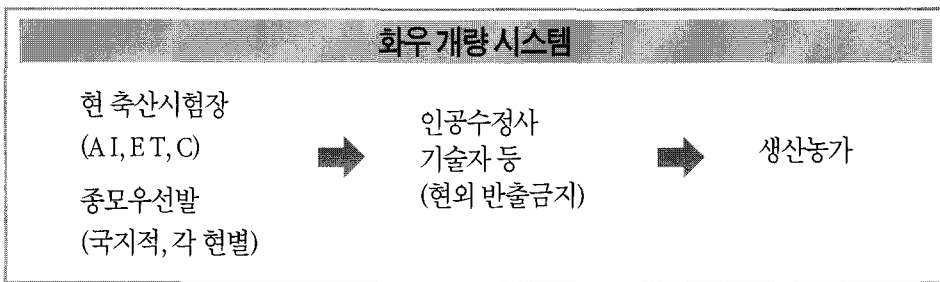 화우 개량 시스템
현 축산시험장
(A I, E T, C)
종모우선발
(국지적, 각 현별)
인공수정사
기술자 등
(현외 반출금지)
생산농가